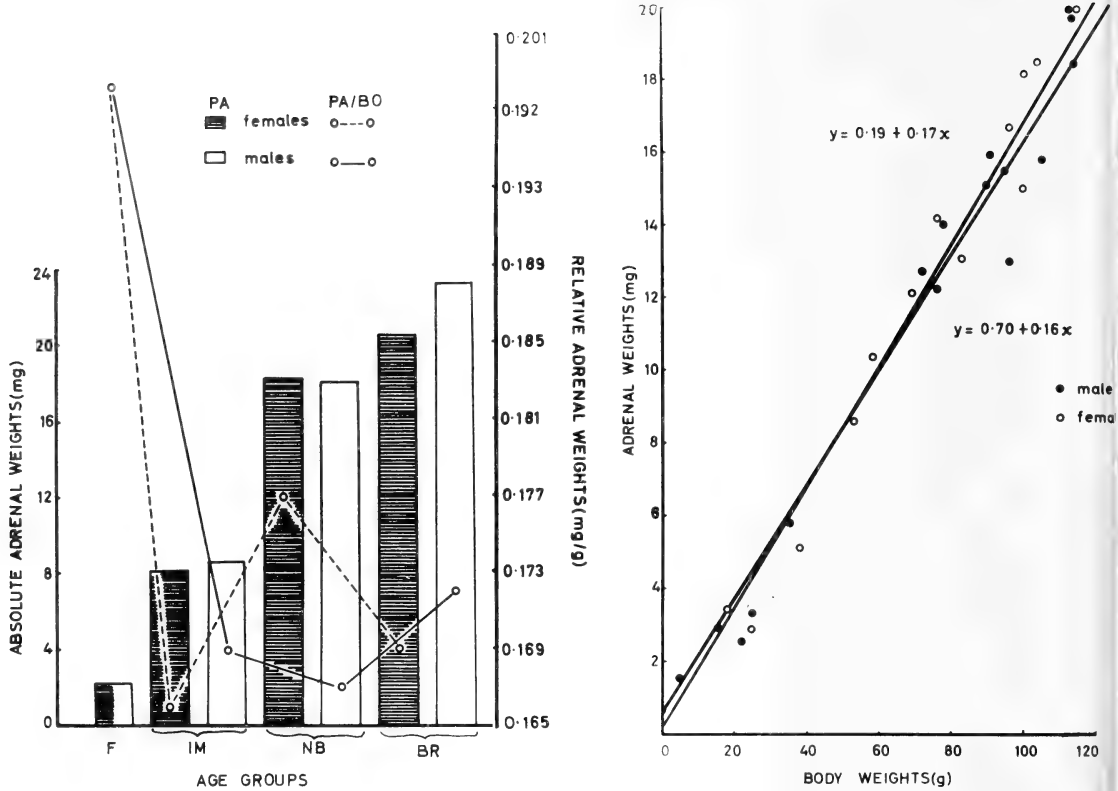 PA PA/BO
females
males
ABSOLUTE ADRENAL WEIGHTS(mg)
24
20
16
12
8
4
0
0·201
0·192
0·193
0·189
0·185
0·181
0·177
0·173
0·169
0·165
RELATIVE ADRENAL WEIGHTS(mg/g)
F IM NB BR
AGE GROUPS
ADRENAL WEIGHTS(mg)
20
18
16
14
12
10
8
6
4
2
y = 0·19 + 0·17x
y = 0·70 + 0·16x
male
fema
0 20 40 60 80 100 120
BODY WEIGHTS(g)